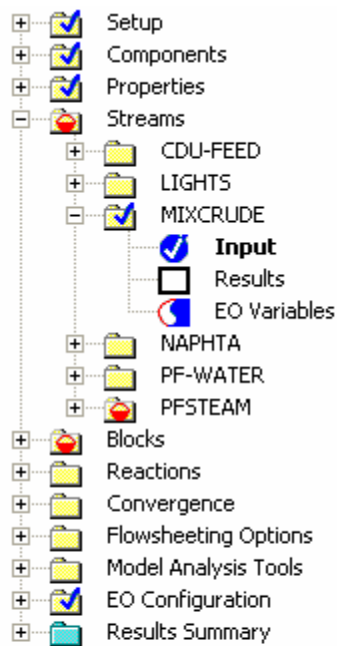 Setup
Components
Properties
Streams
CDU-FEED
LIGHTS
MIXCRUDE
Input
Results
EO Variables
NAPHTA
PF-WATER
PFSTEAM
Blocks
Reactions
Convergence
Flowsheeting Options
Model Analysis Tools
EO Configuration
Results Summary